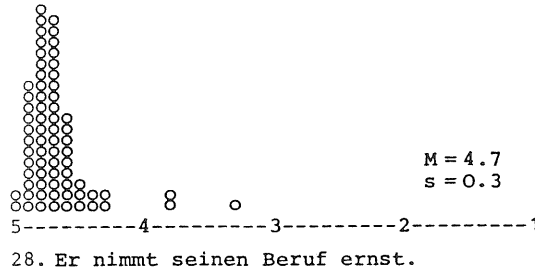 M = 4.7
s = 0.3
5---------4---------3---------2---------1
28. Er nimmt seinen Beruf ernst.